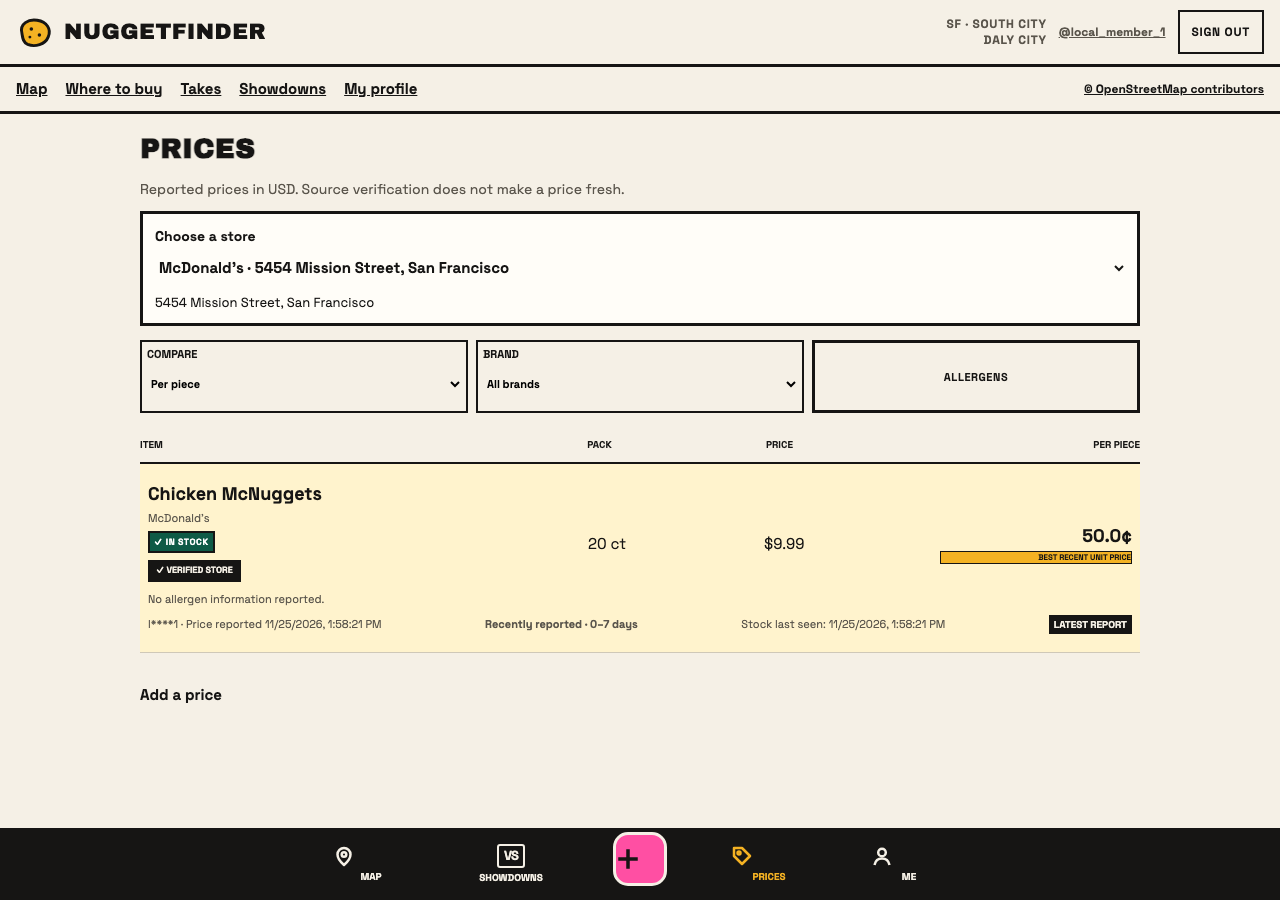 NUGGETFINDER
SF · SOUTH CITY
DALY CITY
@local_member_1
SIGN OUT
Map Where to buy Takes Showdowns My profile
© OpenStreetMap contributors
PRICES
Reported prices in USD. Source verification does not make a price fresh.
Choose a store
McDonald's · 5454 Mission Street, San Francisco
5454 Mission Street, San Francisco
COMPARE
Per piece
BRAND
All brands
ALLERGENS
ITEM PACK PRICE PER PIECE
Chicken McNuggets
McDonald's
✓ IN STOCK
✓ VERIFIED STORE
20 ct
$9.99
50.0¢
BEST RECENT UNIT PRICE
No allergen information reported.
l****1 · Price reported 11/25/2026, 1:58:21 PM
Recently reported · 0–7 days
Stock last seen: 11/25/2026, 1:58:21 PM
LATEST REPORT
Add a price
MAP
VS
SHOWDOWNS
+
PRICES
ME